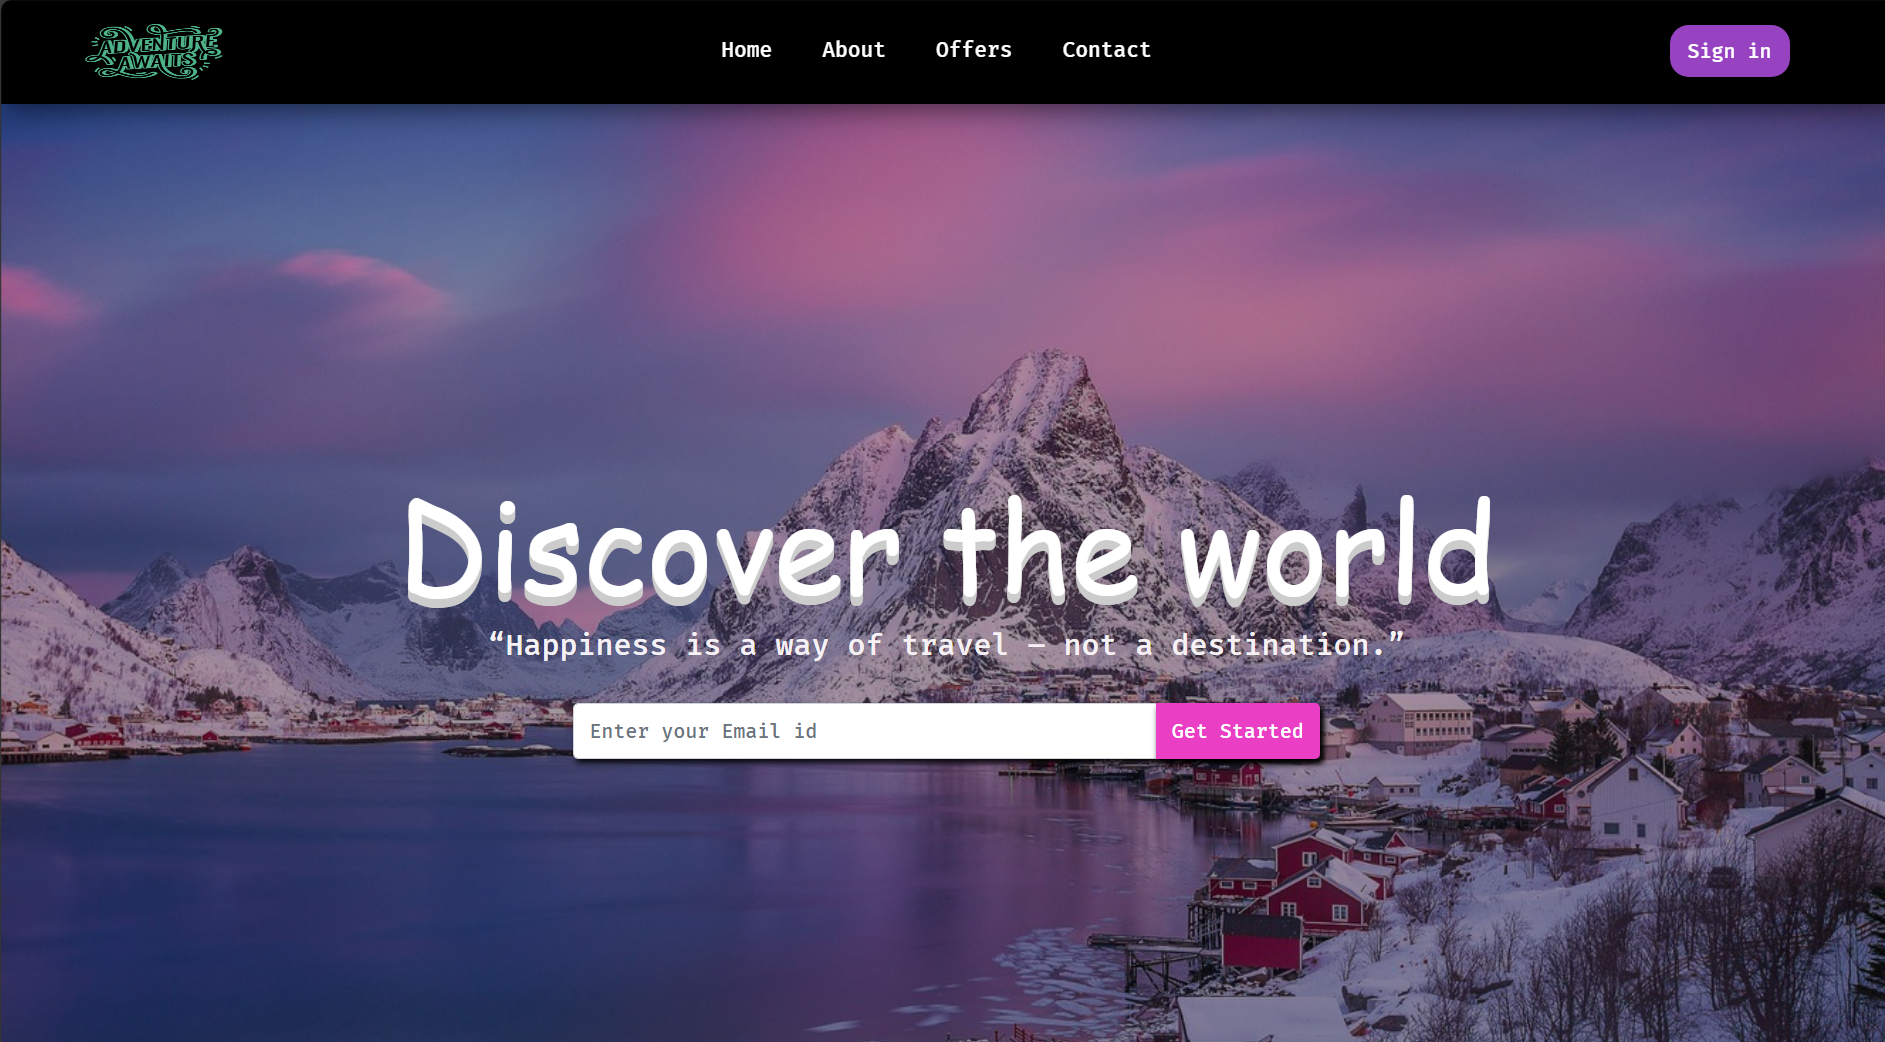 ADVENTURE
AWAITS
Home About Offers Contact
Sign in
Discover the world
“Happiness is a way of travel – not a destination.”
Enter your Email id
Get Started